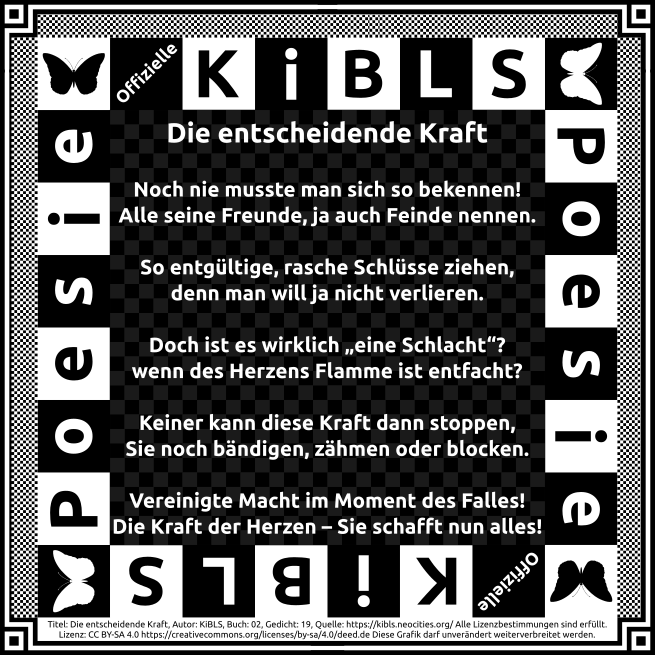 Offizielle KiBLS
Poesie
Die entscheidende Kraft
Noch nie musste man sich so bekennen!
Alle seine Freunde, ja auch Feinde nennen.
So entgültige, rasche Schlüsse ziehen,
denn man will ja nicht verlieren.
Doch ist es wirklich „eine Schlacht“?
wenn des Herzens Flamme ist entfacht?
Keiner kann diese Kraft dann stoppen,
Sie noch bändigen, zähmen oder blocken.
Vereinigte Macht im Moment des Falles!
Die Kraft der Herzen – Sie schafft nun alles!
Poesie
Offizielle KiBLS
Titel: Die entscheidende Kraft, Autor: KiBLS, Buch: 02, Gedicht: 19, Quelle: https://kibls.neocities.org/ Alle Lizenzbestimmungen sind erfüllt.
Lizenz: CC BY-SA 4.0 https://creativecommons.org/licenses/by-sa/4.0/deed.de Diese Grafik darf unverändert weiterverbreitet werden.